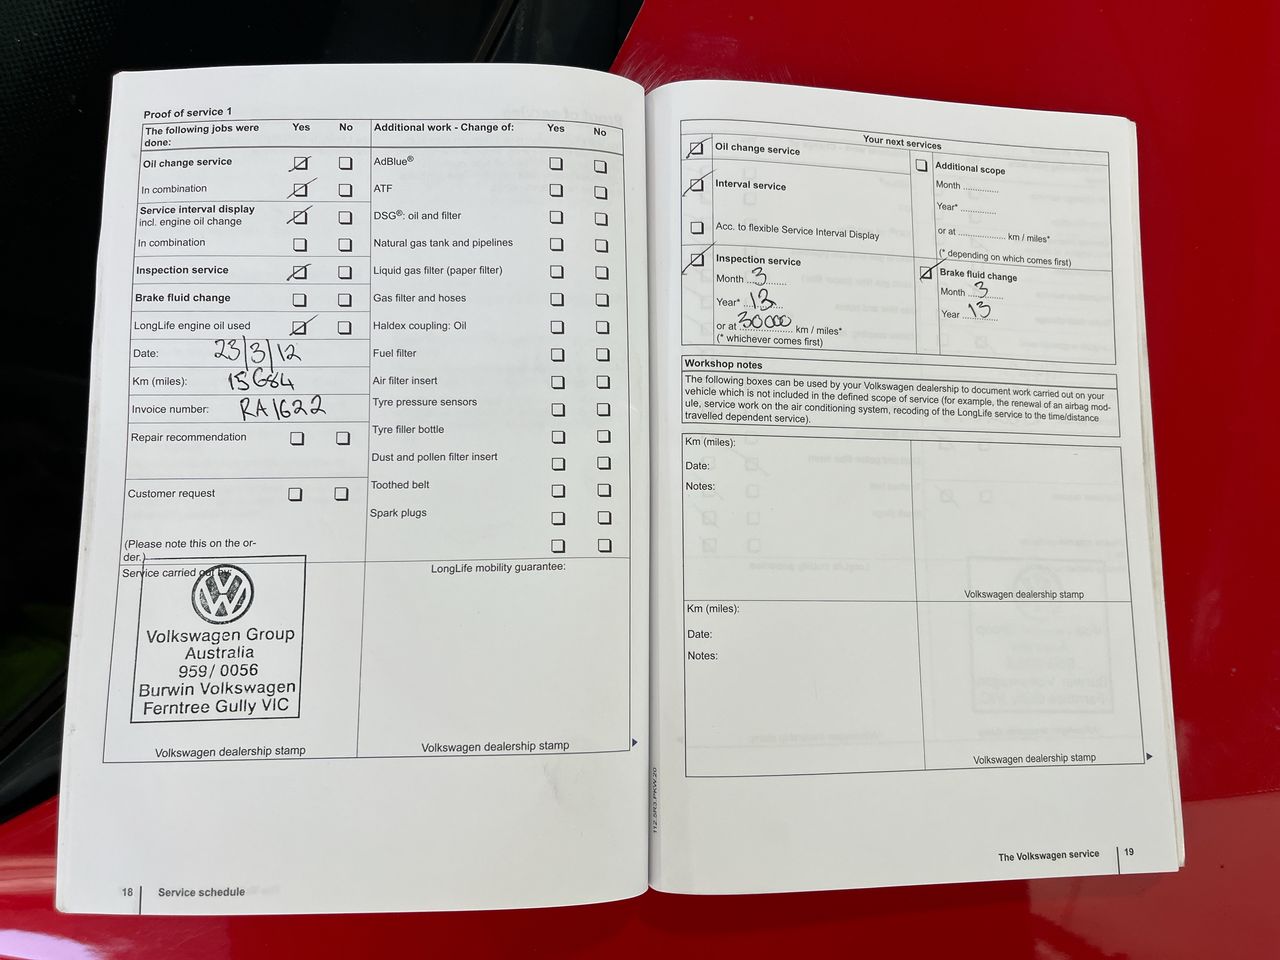 Proof of service 1
The following jobs were done: Yes No
Oil change service
In combination
Service interval display
incl. engine oil change
In combination
Inspection service
Brake fluid change
LongLife engine oil used
Date: 23/3/12
Km (miles): 15684
Invoice number: RA1622
Repair recommendation
Customer request
(Please note this on the or-
der.)
Service carried out by:
Volkswagen Group
Australia
959/ 0056
Burwin Volkswagen
Ferntree Gully VIC
Volkswagen dealership stamp
Additional work - Change of: Yes No
AdBlue®
ATF
DSG®: oil and filter
Natural gas tank and pipelines
Liquid gas filter (paper filter)
Gas filter and hoses
Haldex coupling: Oil
Fuel filter
Air filter insert
Tyre pressure sensors
Tyre filler bottle
Dust and pollen filter insert
Toothed belt
Spark plugs
LongLife mobility guarantee:
Volkswagen dealership stamp
18 Service schedule
112.5R3.PKW.20
Your next services
Oil change service
Interval service
Acc. to flexible Service Interval Display
Inspection service
Month 3
Year* 13
or at 30000 km / miles*
(* whichever comes first)
Additional scope
Month ............
Year* ............
or at ................ km / miles*
(* depending on which comes first)
Brake fluid change
Month 3
Year 13
Workshop notes
The following boxes can be used by your Volkswagen dealership to document work carried out on your
vehicle which is not included in the defined scope of service (for example, the renewal of an airbag mod-
ule, service work on the air conditioning system, recoding of the LongLife service to the time/distance
travelled dependent service).
Km (miles):
Date:
Notes:
Volkswagen dealership stamp
Km (miles):
Date:
Notes:
Volkswagen dealership stamp
The Volkswagen service 19